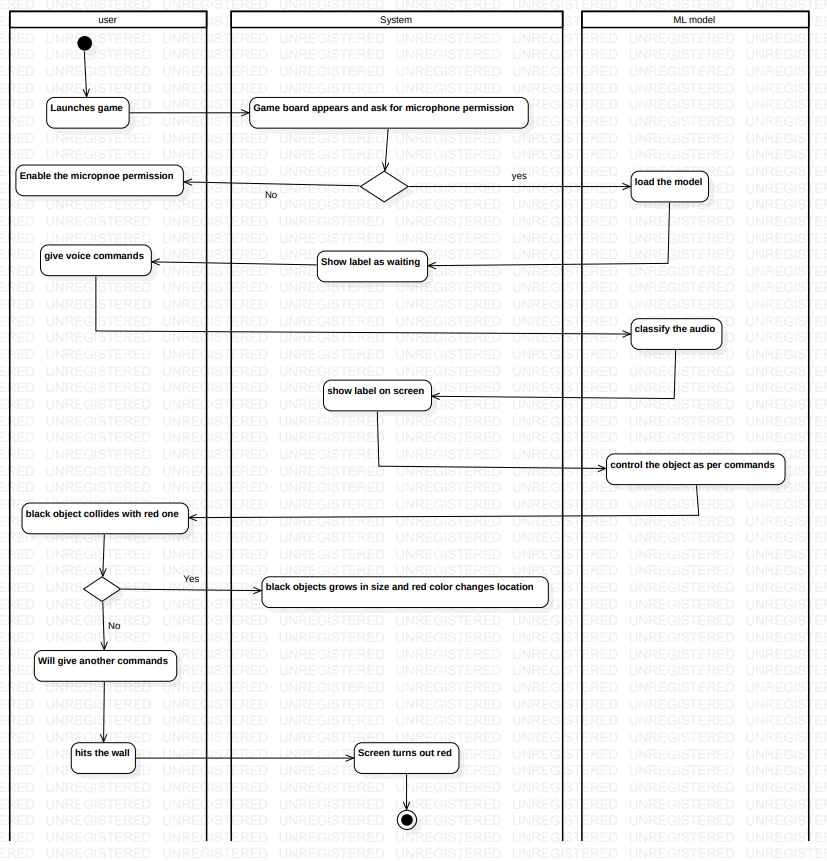 user
System
ML model
Launches game
Game board appears and ask for microphone permission
Enable the micropnoe permission
No
yes
load the model
give voice commands
Show label as waiting
classify the audio
show label on screen
control the object as per commands
black object collides with red one
Yes
black objects grows in size and red color changes location
No
Will give another commands
hits the wall
Screen turns out red
UNREGISTERED